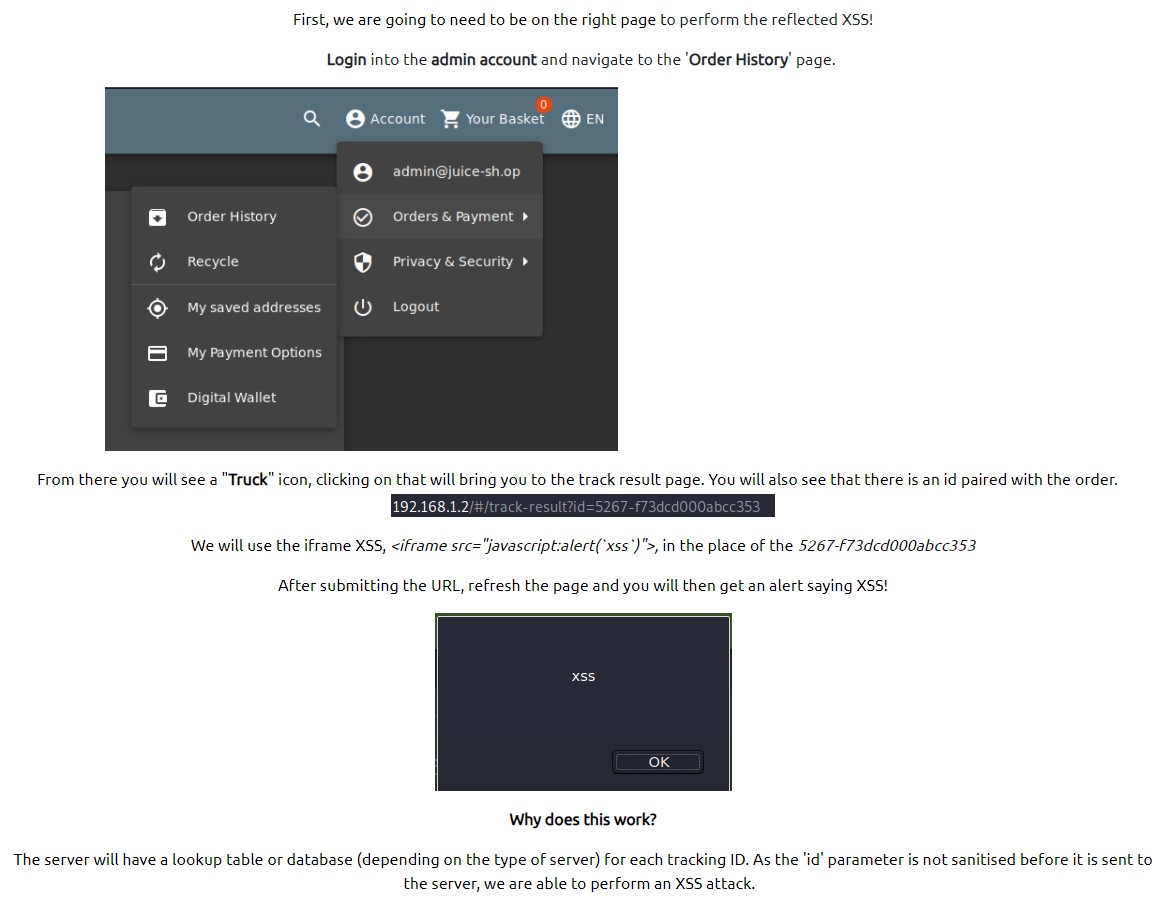 First, we are going to need to be on the right page to perform the reflected XSS!
Login into the admin account and navigate to the 'Order History' page.
0
Account Your Basket EN
admin@juice-sh.op
Order History
Orders & Payment
Recycle
Privacy & Security
My saved addresses
Logout
My Payment Options
Digital Wallet
From there you will see a "Truck" icon, clicking on that will bring you to the track result page. You will also see that there is an id paired with the order.
192.168.1.2/#/track-result?id=5267-f73dcd000abcc353
We will use the iframe XSS, <iframe src="javascript:alert(`xss`)">, in the place of the 5267-f73dcd000abcc353
After submitting the URL, refresh the page and you will then get an alert saying XSS!
xss
OK
Why does this work?
The server will have a lookup table or database (depending on the type of server) for each tracking ID. As the 'id' parameter is not sanitised before it is sent to
the server, we are able to perform an XSS attack.